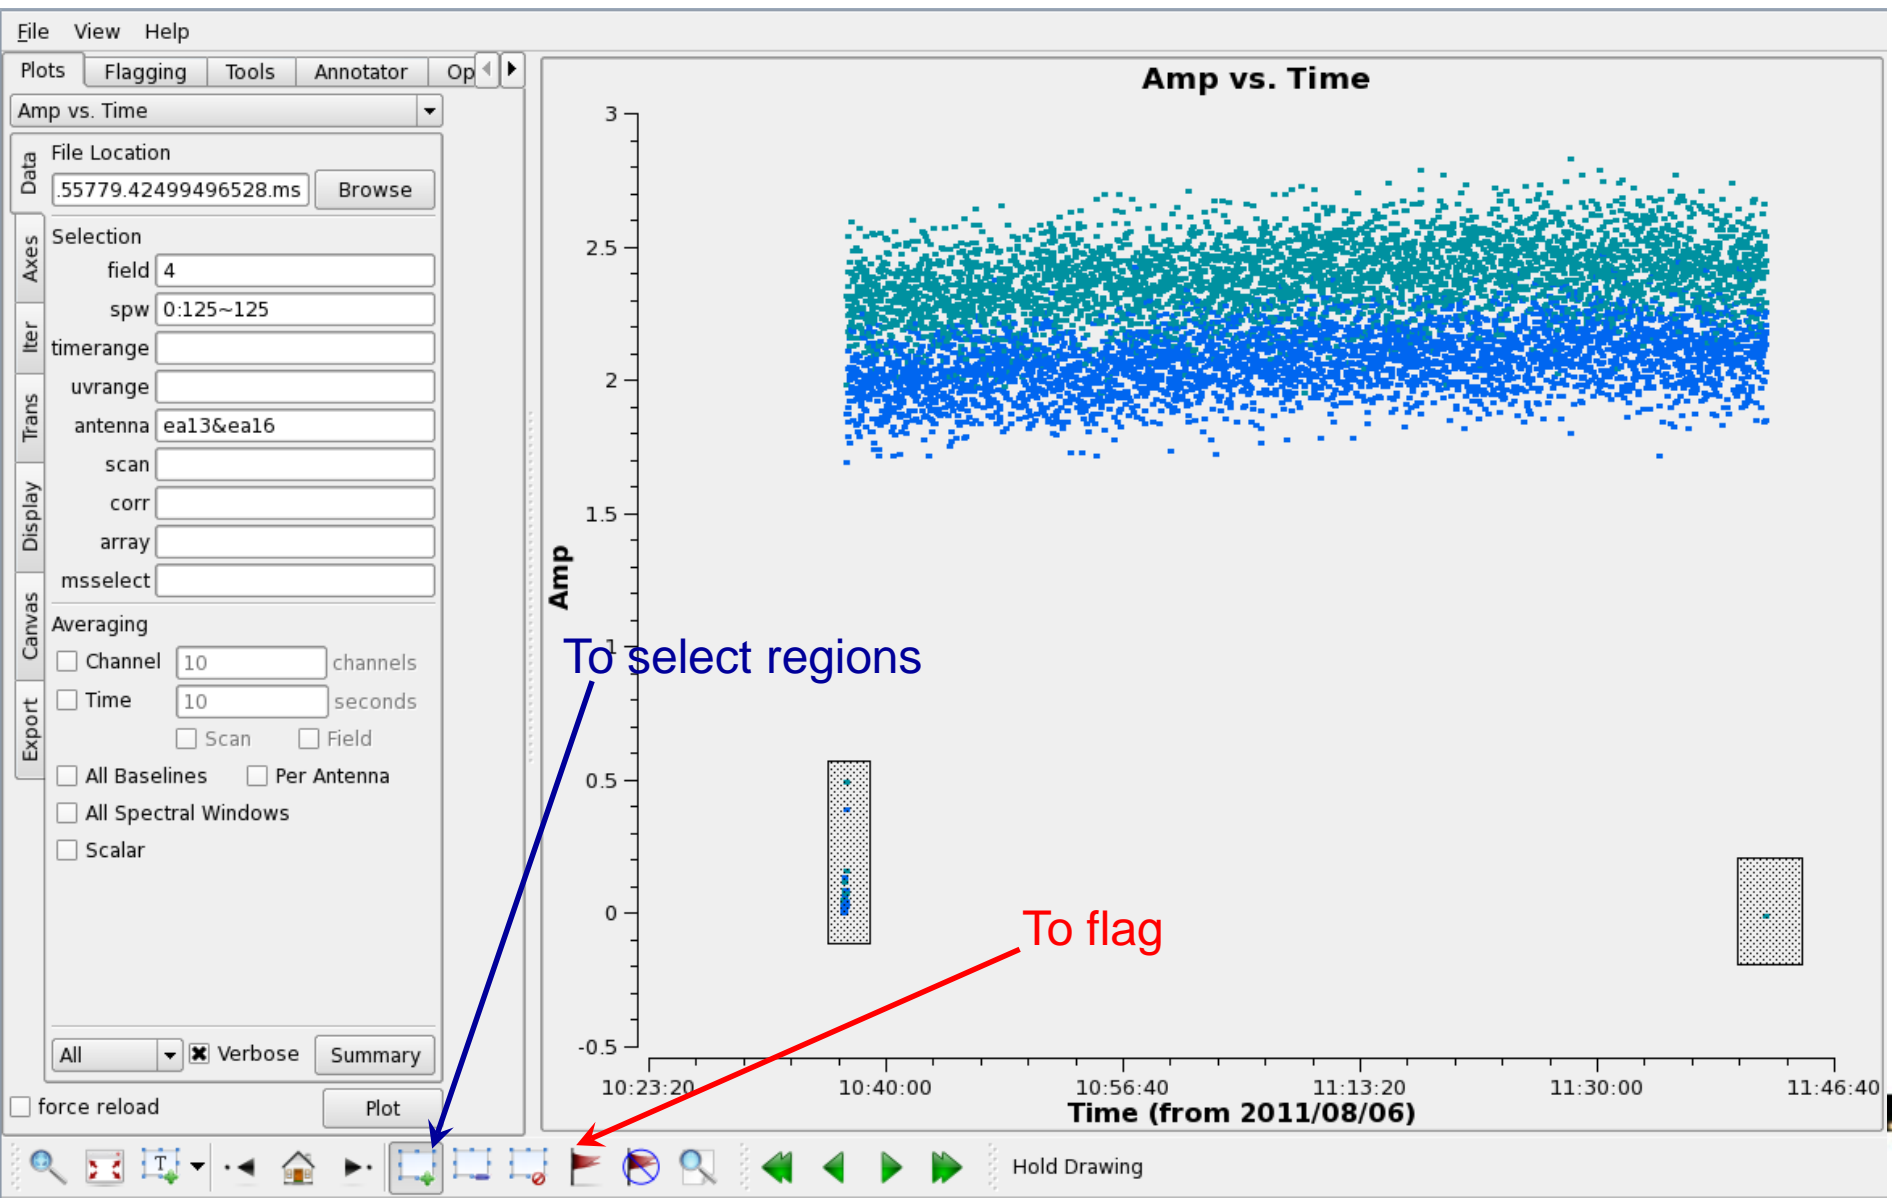 File View Help
Plots Flagging Tools Annotator Op
Amp vs. Time
Data
Axes
Iter
Trans
Display
Canvas
Export
File Location
.55779.42499496528.ms Browse
Selection
field 4
spw 0:125~125
timerange
uvrange
antenna ea13&ea16
scan
corr
array
msselect
Averaging
Channel 10 channels
Time 10 seconds
Scan Field
All Baselines Per Antenna
All Spectral Windows
Scalar
All Verbose Summary
force reload Plot
Amp vs. Time
3
2.5
2
1.5
1
0.5
0
-0.5
Amp
To select regions
To flag
10:23:20 10:40:00 10:56:40 11:13:20 11:30:00 11:46:40
Time (from 2011/08/06)
T
Hold Drawing